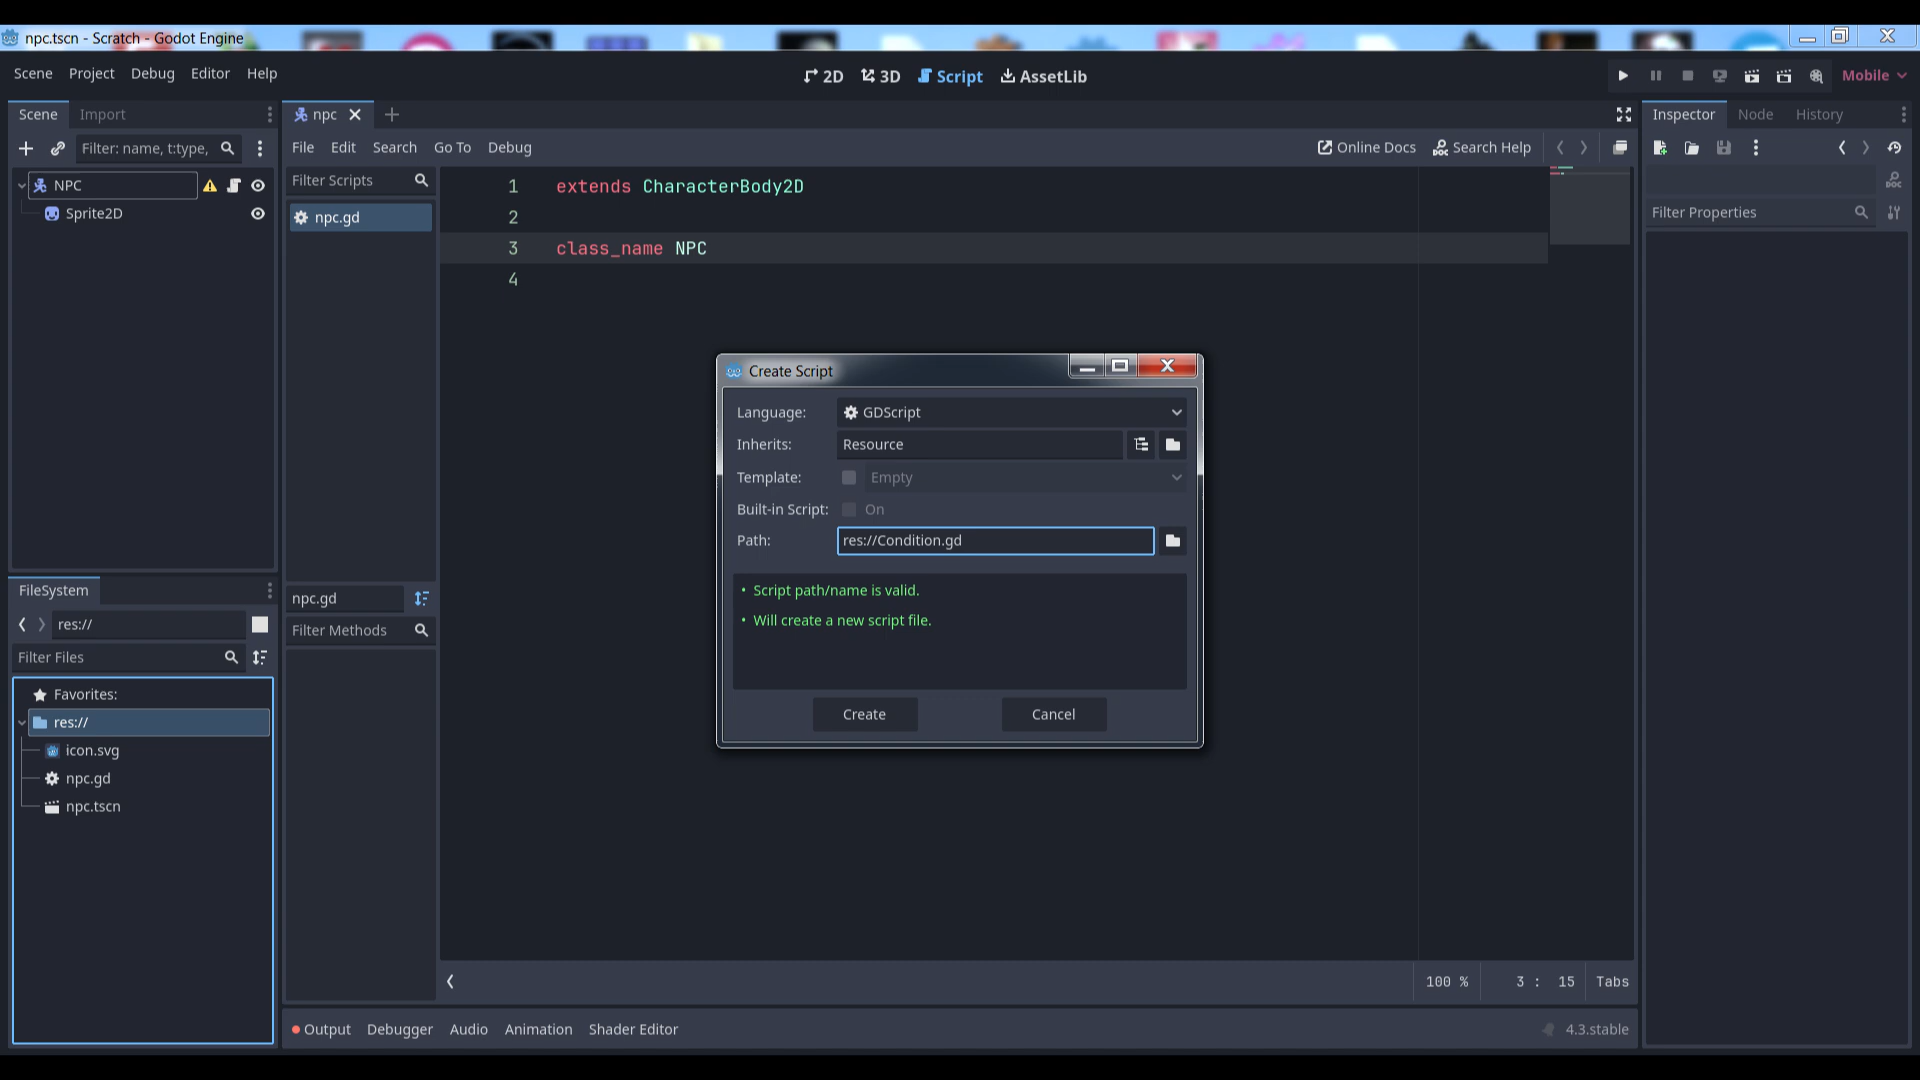 npc.tscn - Scratch - Godot Engine
Scene Project Debug Editor Help
2D 3D Script AssetLib
Mobile
Scene Import
npc
Inspector Node History
Filter: name, t:type,
File Edit Search Go To Debug
Online Docs Search Help
NPC
Sprite2D
Filter Scripts
npc.gd
1 extends CharacterBody2D
2
3 class_name NPC
4
DOC
Filter Properties
Create Script
Language: GDScript
Inherits: Resource
Template: Empty
Built-in Script: On
Path: res://Condition.gd
• Script path/name is valid.
• Will create a new script file.
Create Cancel
FileSystem
res://
Filter Files
Favorites:
res://
icon.svg
npc.gd
npc.tscn
npc.gd
Filter Methods
100 % 3 : 15 Tabs
Output Debugger Audio Animation Shader Editor
4.3.stable